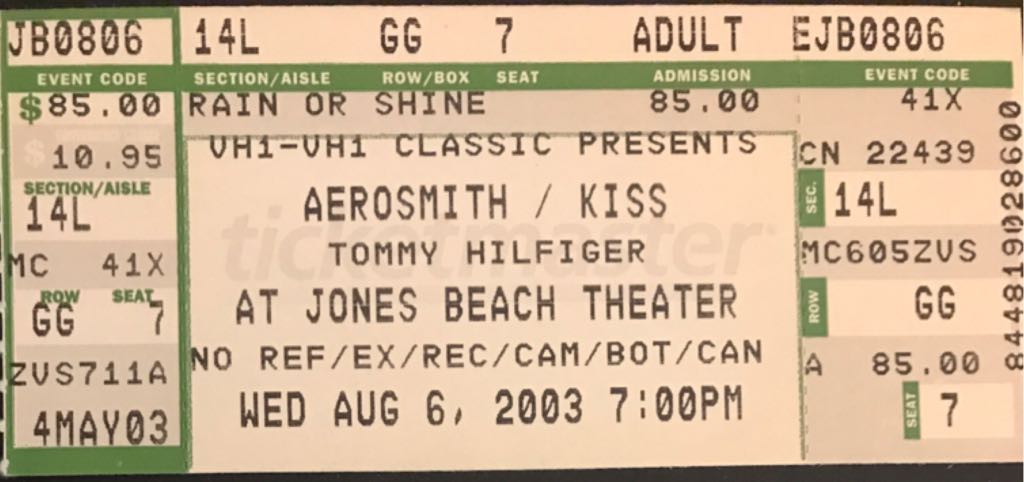 JB0806
EVENT CODE
$85.00
$ 10.95
SECTION/AISLE
14L
MC 41X
ROW SEAT
GG 7
ZVS711A
4MAY03
14L GG 7 ADULT
SECTION/AISLE ROW/BOX SEAT ADMISSION
RAIN OR SHINE 85.00
VH1-VH1 CLASSIC PRESENTS
AEROSMITH / KISS
ticketmaster
TOMMY HILFIGER
AT JONES BEACH THEATER
NO REF/EX/REC/CAM/BOT/CAN
WED AUG 6, 2003 7:00PM
EJB0806
EVENT CODE
41X
CN 22439
SEC. 14L
MC605ZVS
ROW GG
A 85.00
SEAT 7